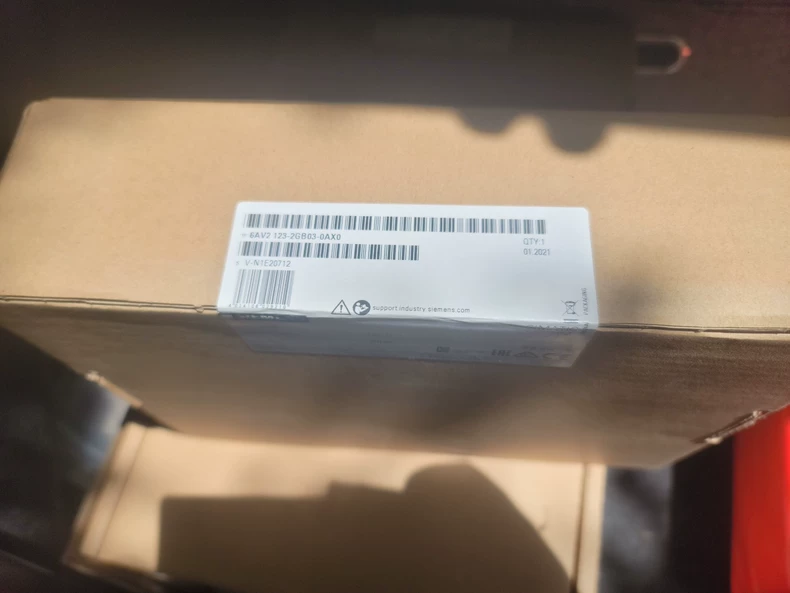 6AV2 123-2GB03-0AX0
QTY:1
01.2021
V-N1E20712
support.industry.siemens.com